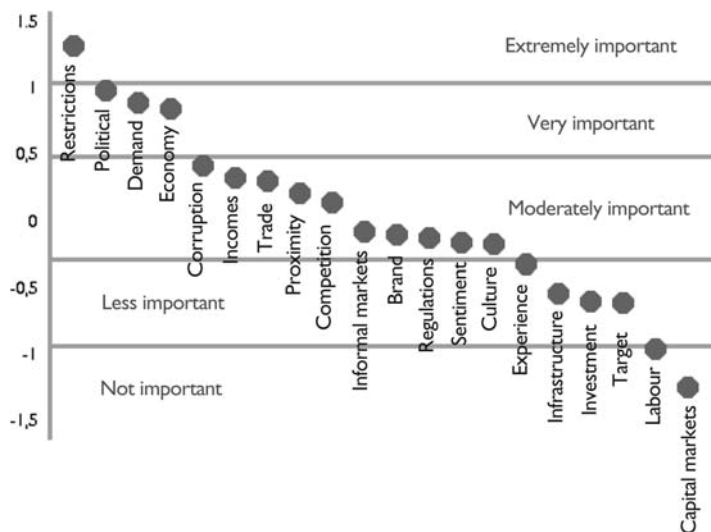 1.5
1
0,5
0
-0,5
-1
-1,5
Extremely important
Very important
Moderately important
Less important
Not important
Restrictions
Political
Demand
Economy
Corruption
Incomes
Trade
Proximity
Competition
Informal markets
Brand
Regulations
Sentiment
Culture
Experience
Infrastructure
Investment
Target
Labour
Capital markets